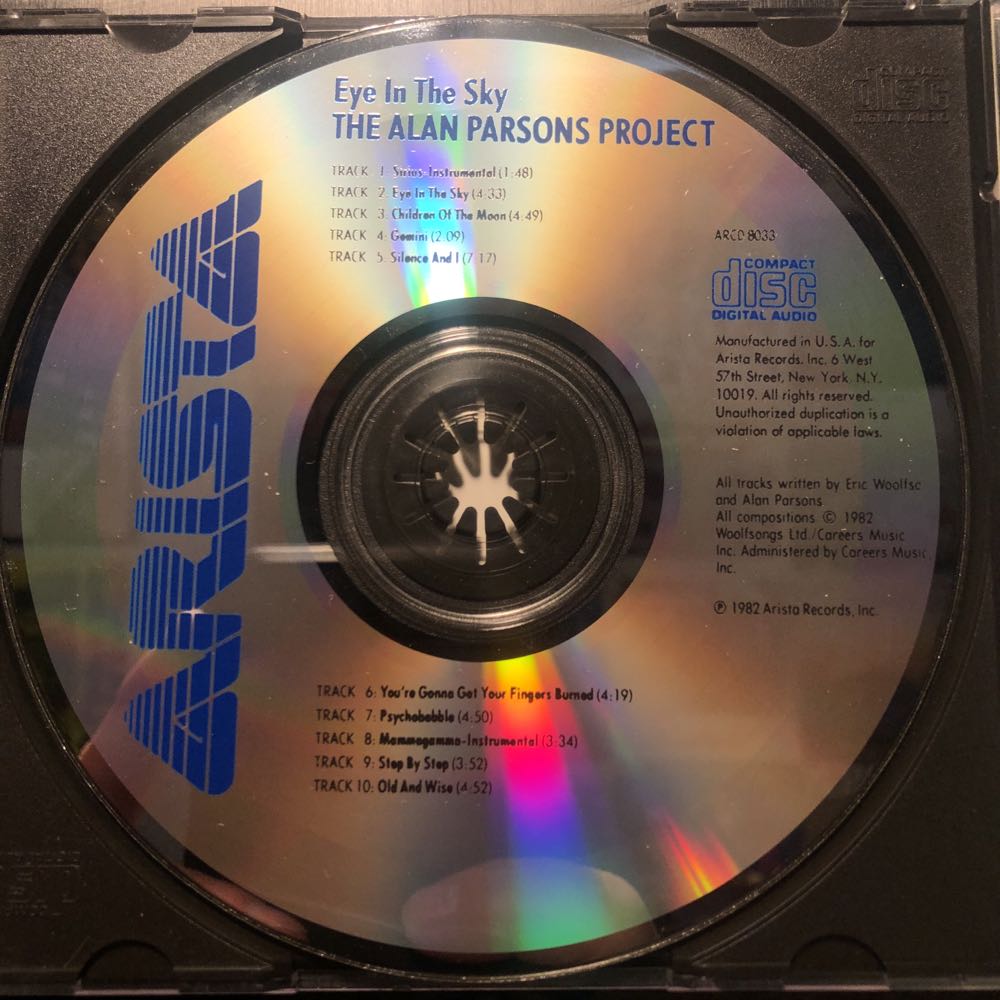 Eye In The Sky
THE ALAN PARSONS PROJECT
TRACK 1: Sirius-Instrumental (1:48)
TRACK 2: Eye In The Sky (4:33)
TRACK 3: Children Of The Moon (4:49)
TRACK 4: Gemini (2:09)
TRACK 5: Silence And I (7:17)
ARISTA
ARCD 8033
COMPACT
disc
DIGITAL AUDIO
Manufactured in U.S.A. for
Arista Records, Inc. 6 West
57th Street, New York, N.Y.
10019. All rights reserved.
Unauthorized duplication is a
violation of applicable laws.
All tracks written by Eric Woolfso
and Alan Parsons
All compositions © 1982
Woolfsongs Ltd./Careers Music
Inc. Administered by Careers Music,
Inc.
℗ 1982 Arista Records, Inc.
TRACK 6: You're Gonna Get Your Fingers Burned (4:19)
TRACK 7: Psychobabble (4:50)
TRACK 8: Mammagamma-Instrumental (3:34)
TRACK 9: Step By Step (3:52)
TRACK 10: Old And Wise (4:52)
COMPACT
disc
DIGITAL AUDIO